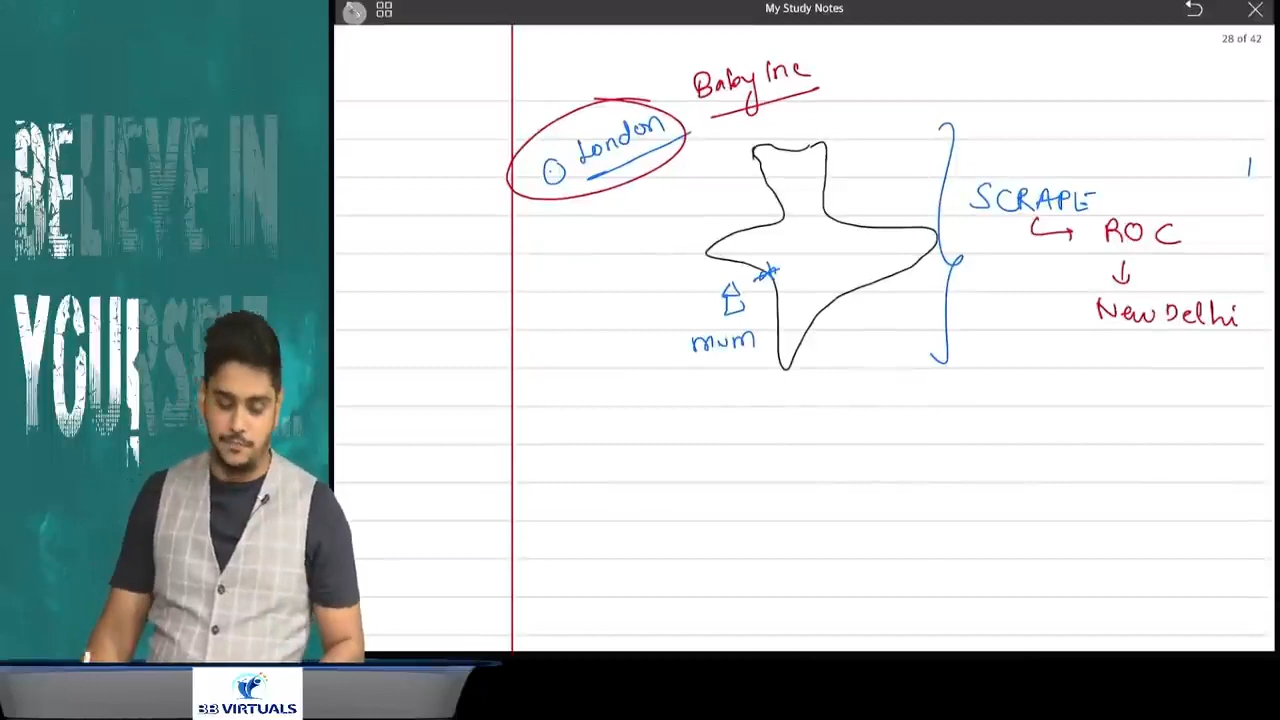 My Study Notes
28 of 42
Baby Inc
London
SCRAPE
ROC
New Delhi
mum
BELIEVE IN
YOURSELF
BB VIRTUALS